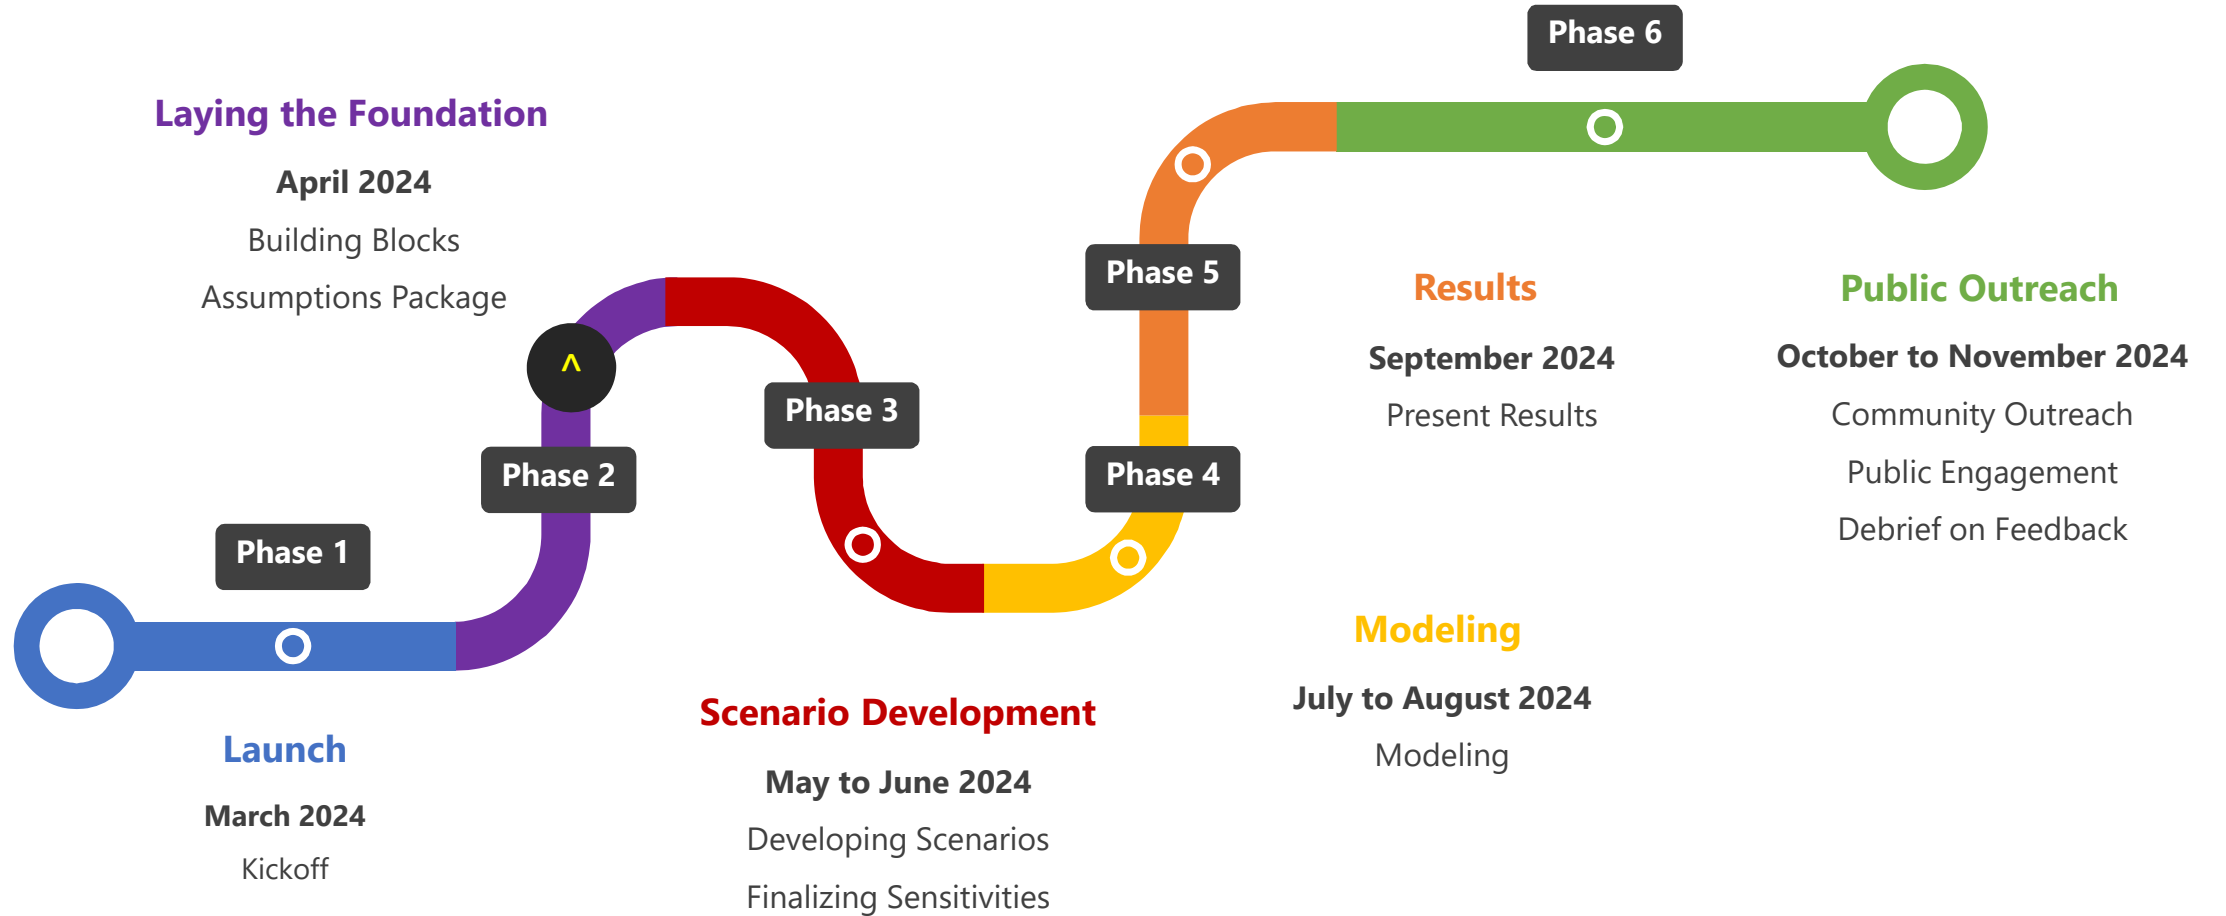 Phase 1
Launch
March 2024
Kickoff
Phase 2
Laying the Foundation
April 2024
Building Blocks
Assumptions Package
^
Phase 3
Scenario Development
May to June 2024
Developing Scenarios
Finalizing Sensitivities
Phase 4
Modeling
July to August 2024
Modeling
Phase 5
Results
September 2024
Present Results
Phase 6
Public Outreach
October to November 2024
Community Outreach
Public Engagement
Debrief on Feedback